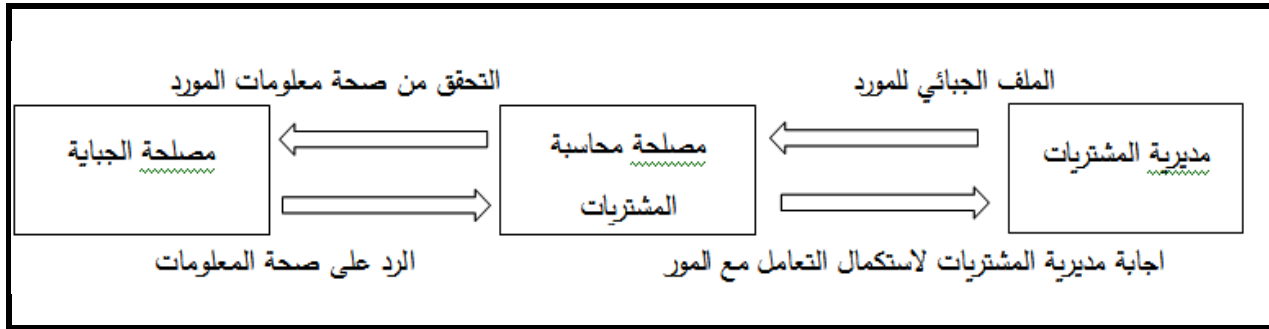 الملف الجبائي للمورد
التحقق من صحة معلومات المورد
مديرية المشتريات
مصلحة محاسبة
المشتريات
مصلحة الجباية
اجابة مديرية المشتريات لاستكمال التعامل مع المور
الرد على صحة المعلومات